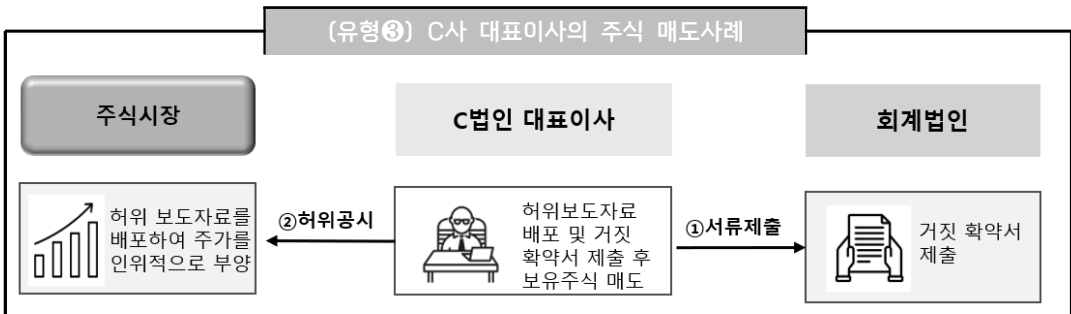 (유형❸) C사 대표이사의 주식 매도사례
주식시장
C법인 대표이사
회계법인
허위 보도자료를
배포하여 주가를
인위적으로 부양
②허위공시
허위보도자료
배포 및 거짓
확약서 제출 후
보유주식 매도
①서류제출
거짓 확약서
제출